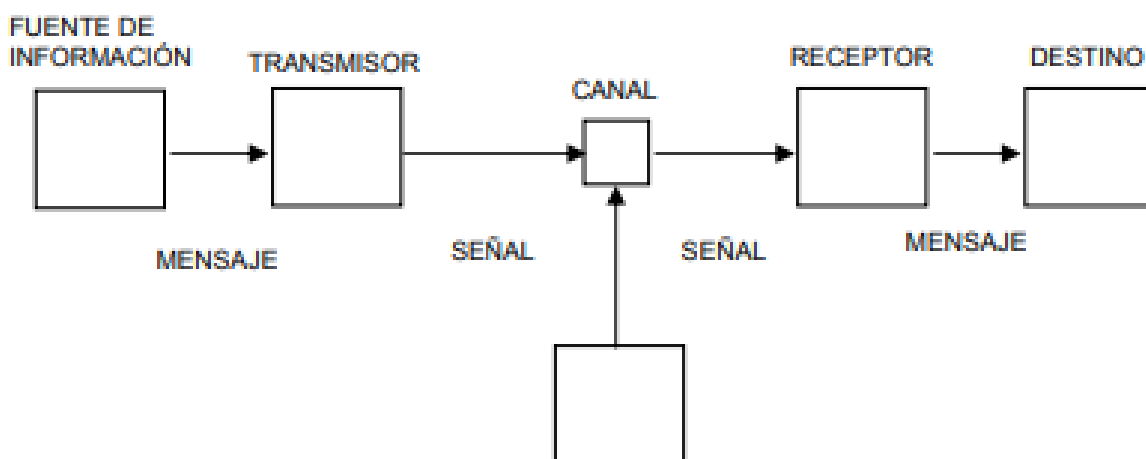 FUENTE DE
INFORMACIÓN
TRANSMISOR
CANAL
RECEPTOR
DESTINO
MENSAJE
SEÑAL
SEÑAL
MENSAJE